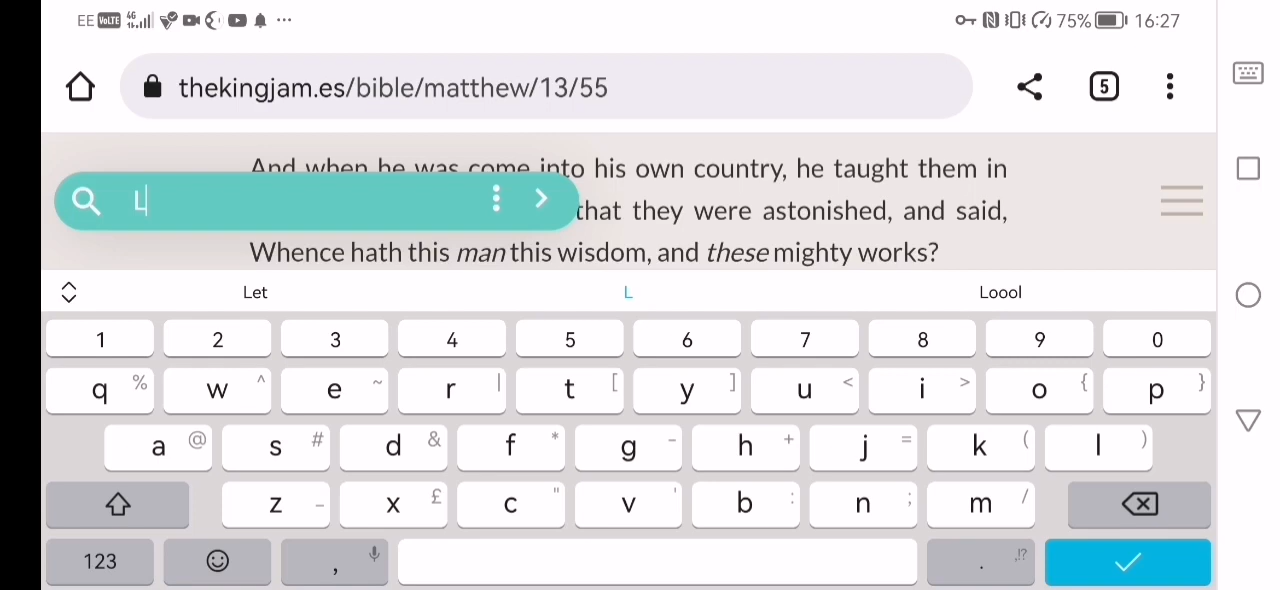 EE VoLTE 4G 75% 16:27
thekingjam.es/bible/matthew/13/55 5
And when he was come into his own country, he taught them in
L
that they were astonished, and said,
Whence hath this man this wisdom, and these mighty works?
Let L Loool
1 2 3 4 5 6 7 8 9 0
q % w ^ e ~ r | t [ y ] u < i > o { p }
a @ s # d & f * g - h + j = k ( l )
z _ x £ c " v ' b : n ; m /
123 , . ,!?